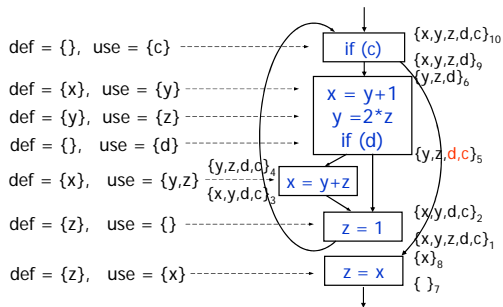 def = {}, use = {c}
if (c)
{x,y,z,d,c}10
{x,y,z,d}9
{y,z,d}6
def = {x}, use = {y}
x = y+1
def = {y}, use = {z}
y =2*z
def = {}, use = {d}
if (d)
{y,z,d,c}5
{y,z,d,c}4
def = {x}, use = {y,z}
x = y+z
{x,y,d,c}3
{x,y,d,c}2
def = {z}, use = {}
z = 1
{x,y,z,d,c}1
{x}8
def = {z}, use = {x}
z = x
{ }7